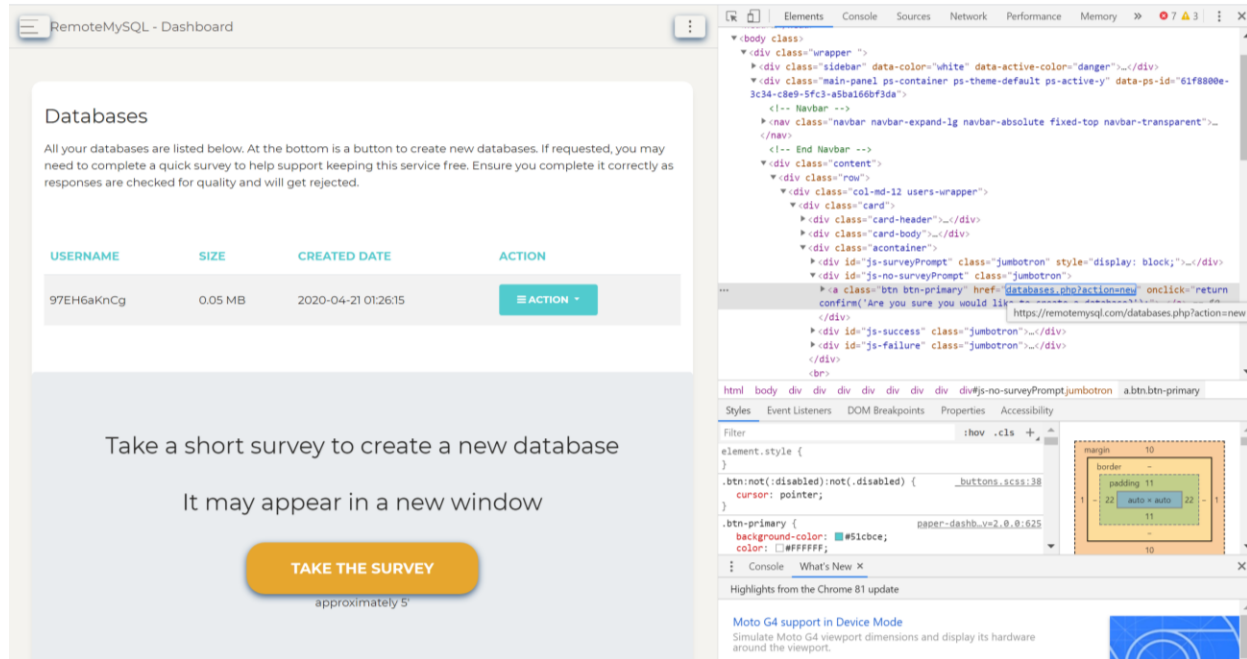 RemoteMySQL - Dashboard
Databases
All your databases are listed below. At the bottom is a button to create new databases. If requested, you may
need to complete a quick survey to help support keeping this service free. Ensure you complete it correctly as
responses are checked for quality and will get rejected.
USERNAME SIZE CREATED DATE ACTION
97EH6aKnCg 0.05 MB 2020-04-21 01:26:15 ACTION
Take a short survey to create a new database
It may appear in a new window
TAKE THE SURVEY
approximately 5'
Elements Console Sources Network Performance Memory » 7 3
<body class>
<div class="wrapper ">
<div class="sidebar" data-color="white" data-active-color="danger">…</div>
<div class="main-panel ps-container ps-theme-default ps-active-y" data-ps-id="61f8800e-
3c34-c8e9-5fc3-a5ba166bf3da">
<!-- Navbar -->
<nav class="navbar navbar-expand-lg navbar-absolute fixed-top navbar-transparent">…
</nav>
<!-- End Navbar -->
<div class="content">
<div class="row">
<div class="col-md-12 users-wrapper">
<div class="card">
<div class="card-header">…</div>
<div class="card-body">…</div>
<div class="acontainer">
<div id="js-surveyPrompt" class="jumbotron" style="display: block;">…</div>
<div id="js-no-surveyPrompt" class="jumbotron">
<a class="btn btn-primary" href="databases.php?action=new" onclick="return
confirm('Are you sure you would like to create a database?')
https://remotemysql.com/databases.php?action=new
</div>
<div id="js-success" class="jumbotron">…</div>
<div id="js-failure" class="jumbotron">…</div>
</div>
<br>
html body div div div div div div div div#js-no-surveyPrompt.jumbotron a.btn.btn-primary
Styles Event Listeners DOM Breakpoints Properties Accessibility
Filter :hov .cls +
element.style {
}
.btn:not(:disabled):not(.disabled) { _buttons.scss:38
cursor: pointer;
}
.btn-primary { paper-dashb…v=2.0.0:625
background-color: #51cbce;
color: #FFFFFF;
margin 10
border –
padding 11
1 – 22 auto × auto 22 – 1
11
–
10
Console What's New ×
Highlights from the Chrome 81 update
Moto G4 support in Device Mode
Simulate Moto G4 viewport dimensions and display its hardware
around the viewport.